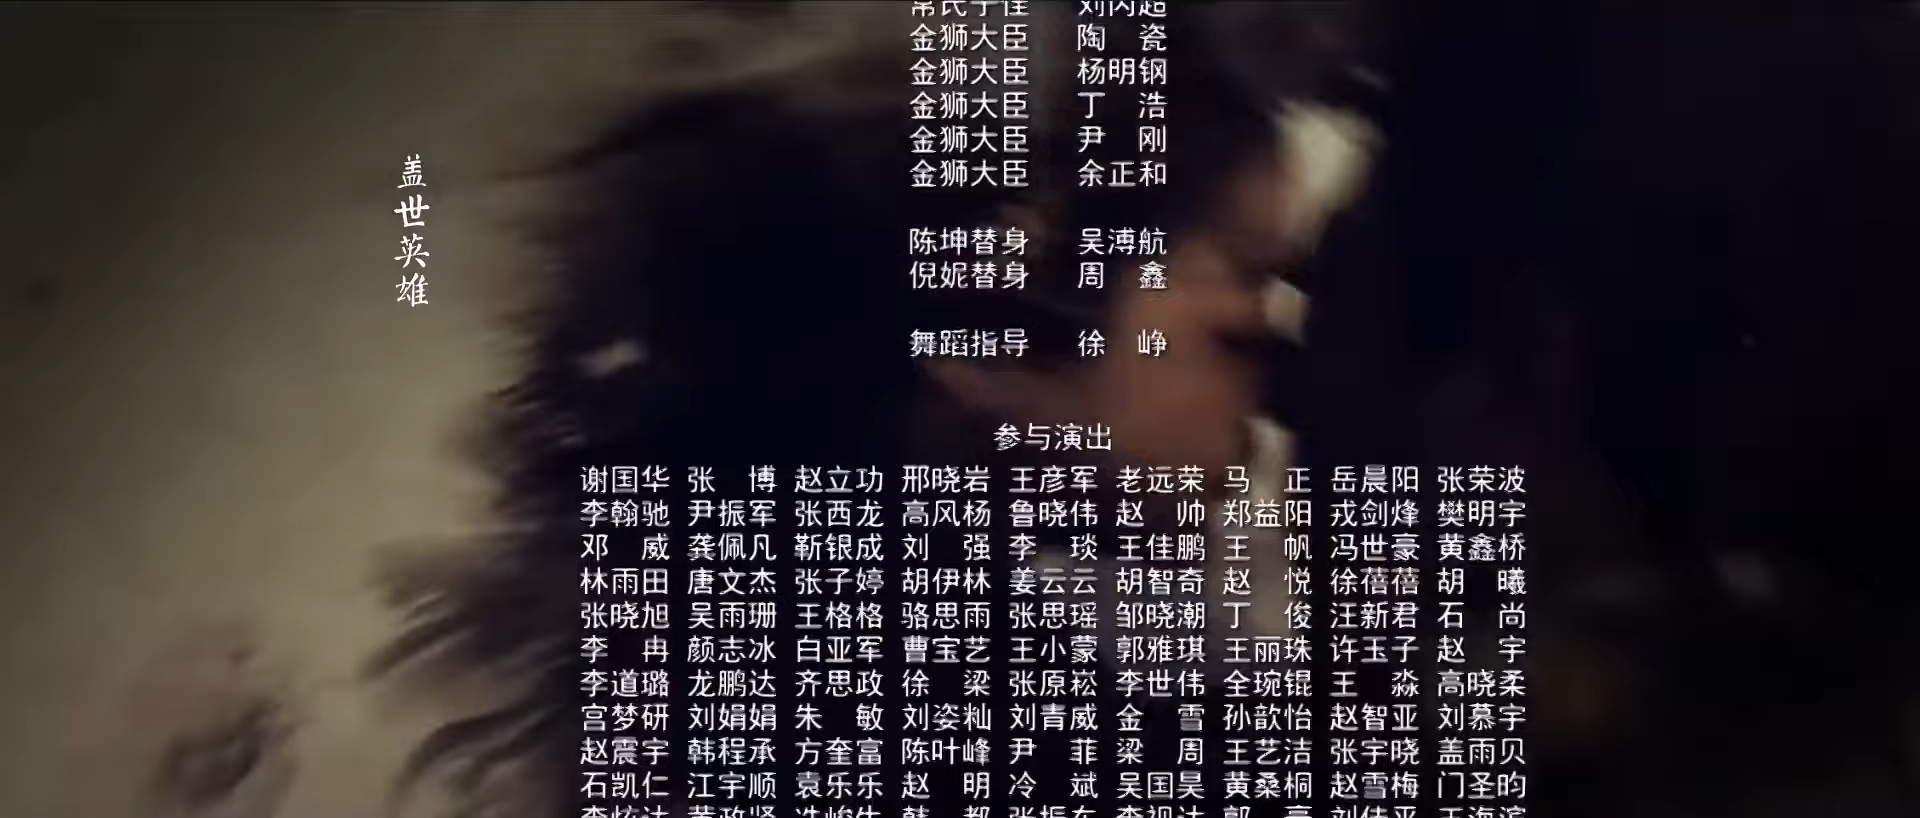 金狮大臣 陶 瓷
金狮大臣 杨明钢
金狮大臣 丁 浩
金狮大臣 尹 刚
金狮大臣 余正和
盖世英雄
陈坤替身 吴溥航
倪妮替身 周 鑫
舞蹈指导 徐 峥
参与演出
谢国华 张 博 赵立功 邢晓岩 王彦军 老远荣 马 正 岳晨阳 张荣波
李翰驰 尹振军 张西龙 高风杨 鲁晓伟 赵 帅 郑益阳 戎剑烽 樊明宇
邓 威 龚佩凡 靳银成 刘 强 李 琰 王佳鹏 王 帆 冯世豪 黄鑫桥
林雨田 唐文杰 张子婷 胡伊林 姜云云 胡智奇 赵 悦 徐蓓蓓 胡 曦
张晓旭 吴雨珊 王格格 骆思雨 张思瑶 邹晓潮 丁 俊 汪新君 石 尚
李 冉 颜志冰 白亚军 曹宝艺 王小蒙 郭雅琪 王丽珠 许玉子 赵 宇
李道璐 龙鹏达 齐思政 徐 梁 张原崧 李世伟 全琬锟 王 淼 高晓柔
宫梦研 刘娟娟 朱 敏 刘姿籼 刘青威 金 雪 孙歆怡 赵智亚 刘慕宇
赵震宇 韩程承 方奎富 陈叶峰 尹 菲 梁 周 王艺洁 张宇晓 盖雨贝
石凯仁 江宇顺 袁乐乐 赵 明 冷 斌 吴国昊 黄桑桐 赵雪梅 门圣昀